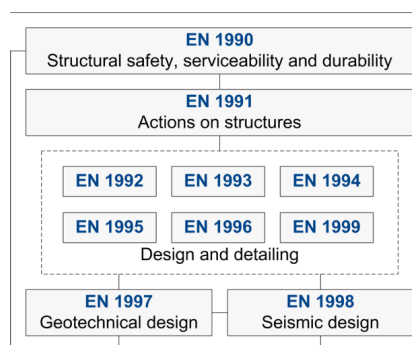 EN 1990
Structural safety, serviceability and durability
EN 1991
Actions on structures
EN 1992 EN 1993 EN 1994
EN 1995 EN 1996 EN 1999
Design and detailing
EN 1997 EN 1998
Geotechnical design Seismic design